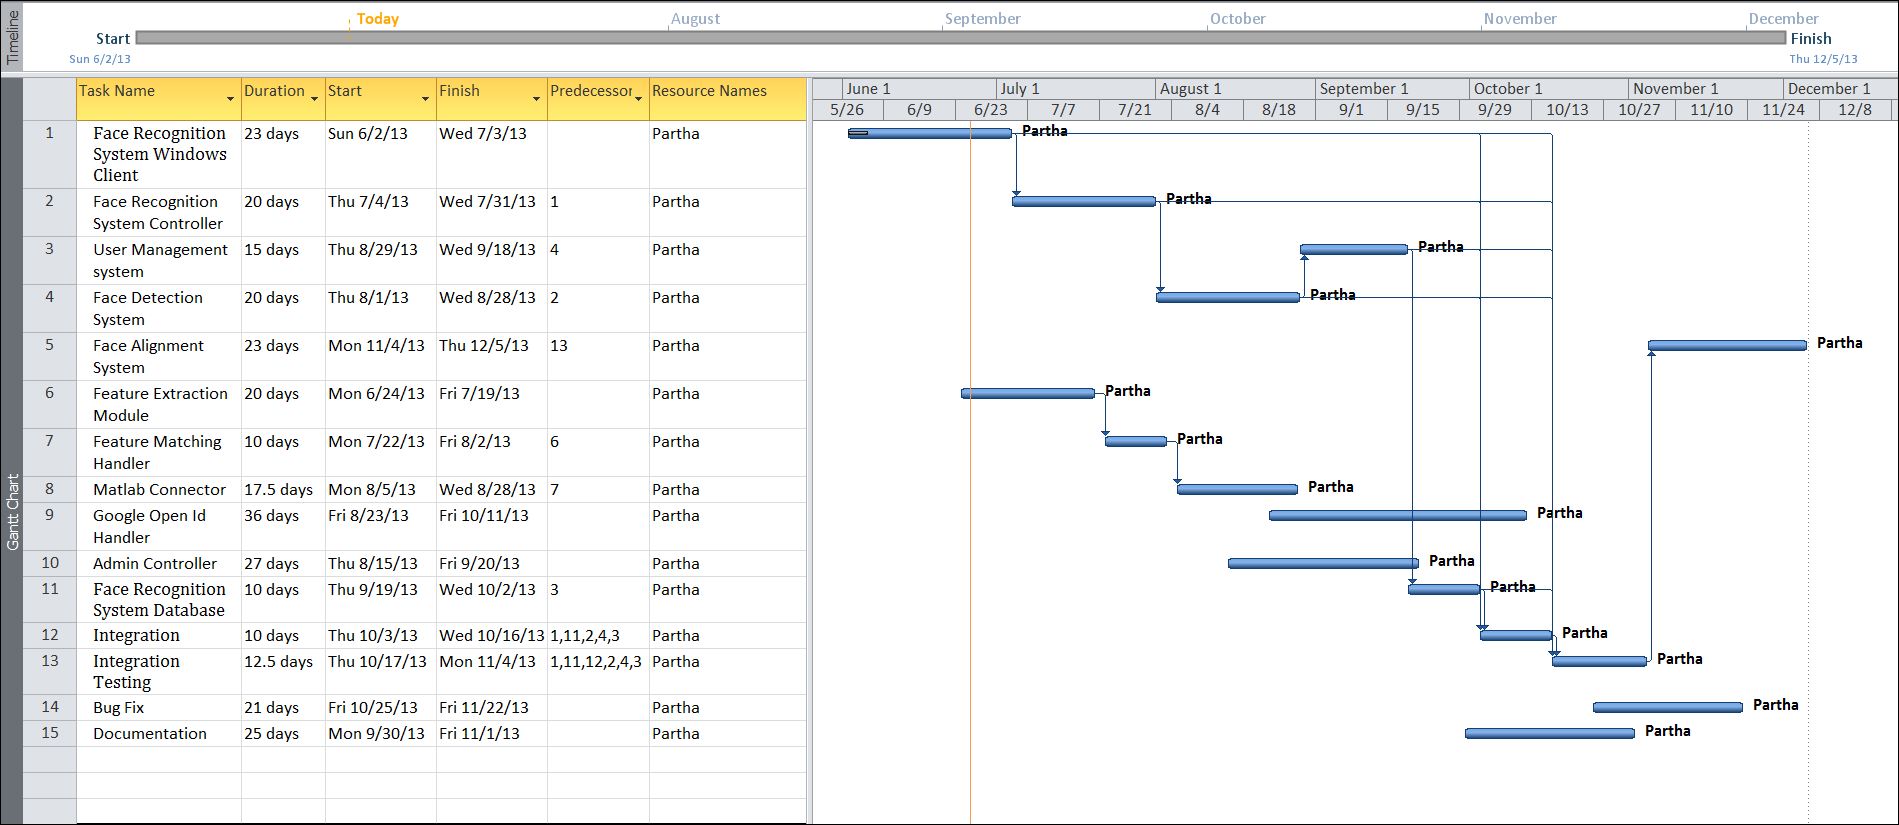 Timeline
Today
August
September
October
November
December
Start
Finish
Sun 6/2/13
Thu 12/5/13
Gantt Chart
Task Name Duration Start Finish Predecessor Resource Names
June 1 July 1 August 1 September 1 October 1 November 1 December 1
5/26 6/9 6/23 7/7 7/21 8/4 8/18 9/1 9/15 9/29 10/13 10/27 11/10 11/24 12/8
1 Face Recognition 23 days Sun 6/2/13 Wed 7/3/13 Partha Partha
System Windows
Client
2 Face Recognition 20 days Thu 7/4/13 Wed 7/31/13 1 Partha Partha
System Controller
3 User Management 15 days Thu 8/29/13 Wed 9/18/13 4 Partha Partha
system
4 Face Detection 20 days Thu 8/1/13 Wed 8/28/13 2 Partha Partha
System
5 Face Alignment 23 days Mon 11/4/13 Thu 12/5/13 13 Partha Partha
System
6 Feature Extraction 20 days Mon 6/24/13 Fri 7/19/13 Partha Partha
Module
7 Feature Matching 10 days Mon 7/22/13 Fri 8/2/13 6 Partha Partha
Handler
8 Matlab Connector 17.5 days Mon 8/5/13 Wed 8/28/13 7 Partha Partha
9 Google Open Id 36 days Fri 8/23/13 Fri 10/11/13 Partha Partha
Handler
10 Admin Controller 27 days Thu 8/15/13 Fri 9/20/13 Partha Partha
11 Face Recognition 10 days Thu 9/19/13 Wed 10/2/13 3 Partha Partha
System Database
12 Integration 10 days Thu 10/3/13 Wed 10/16/13 1,11,2,4,3 Partha Partha
13 Integration 12.5 days Thu 10/17/13 Mon 11/4/13 1,11,12,2,4,3 Partha Partha
Testing
14 Bug Fix 21 days Fri 10/25/13 Fri 11/22/13 Partha Partha
15 Documentation 25 days Mon 9/30/13 Fri 11/1/13 Partha Partha